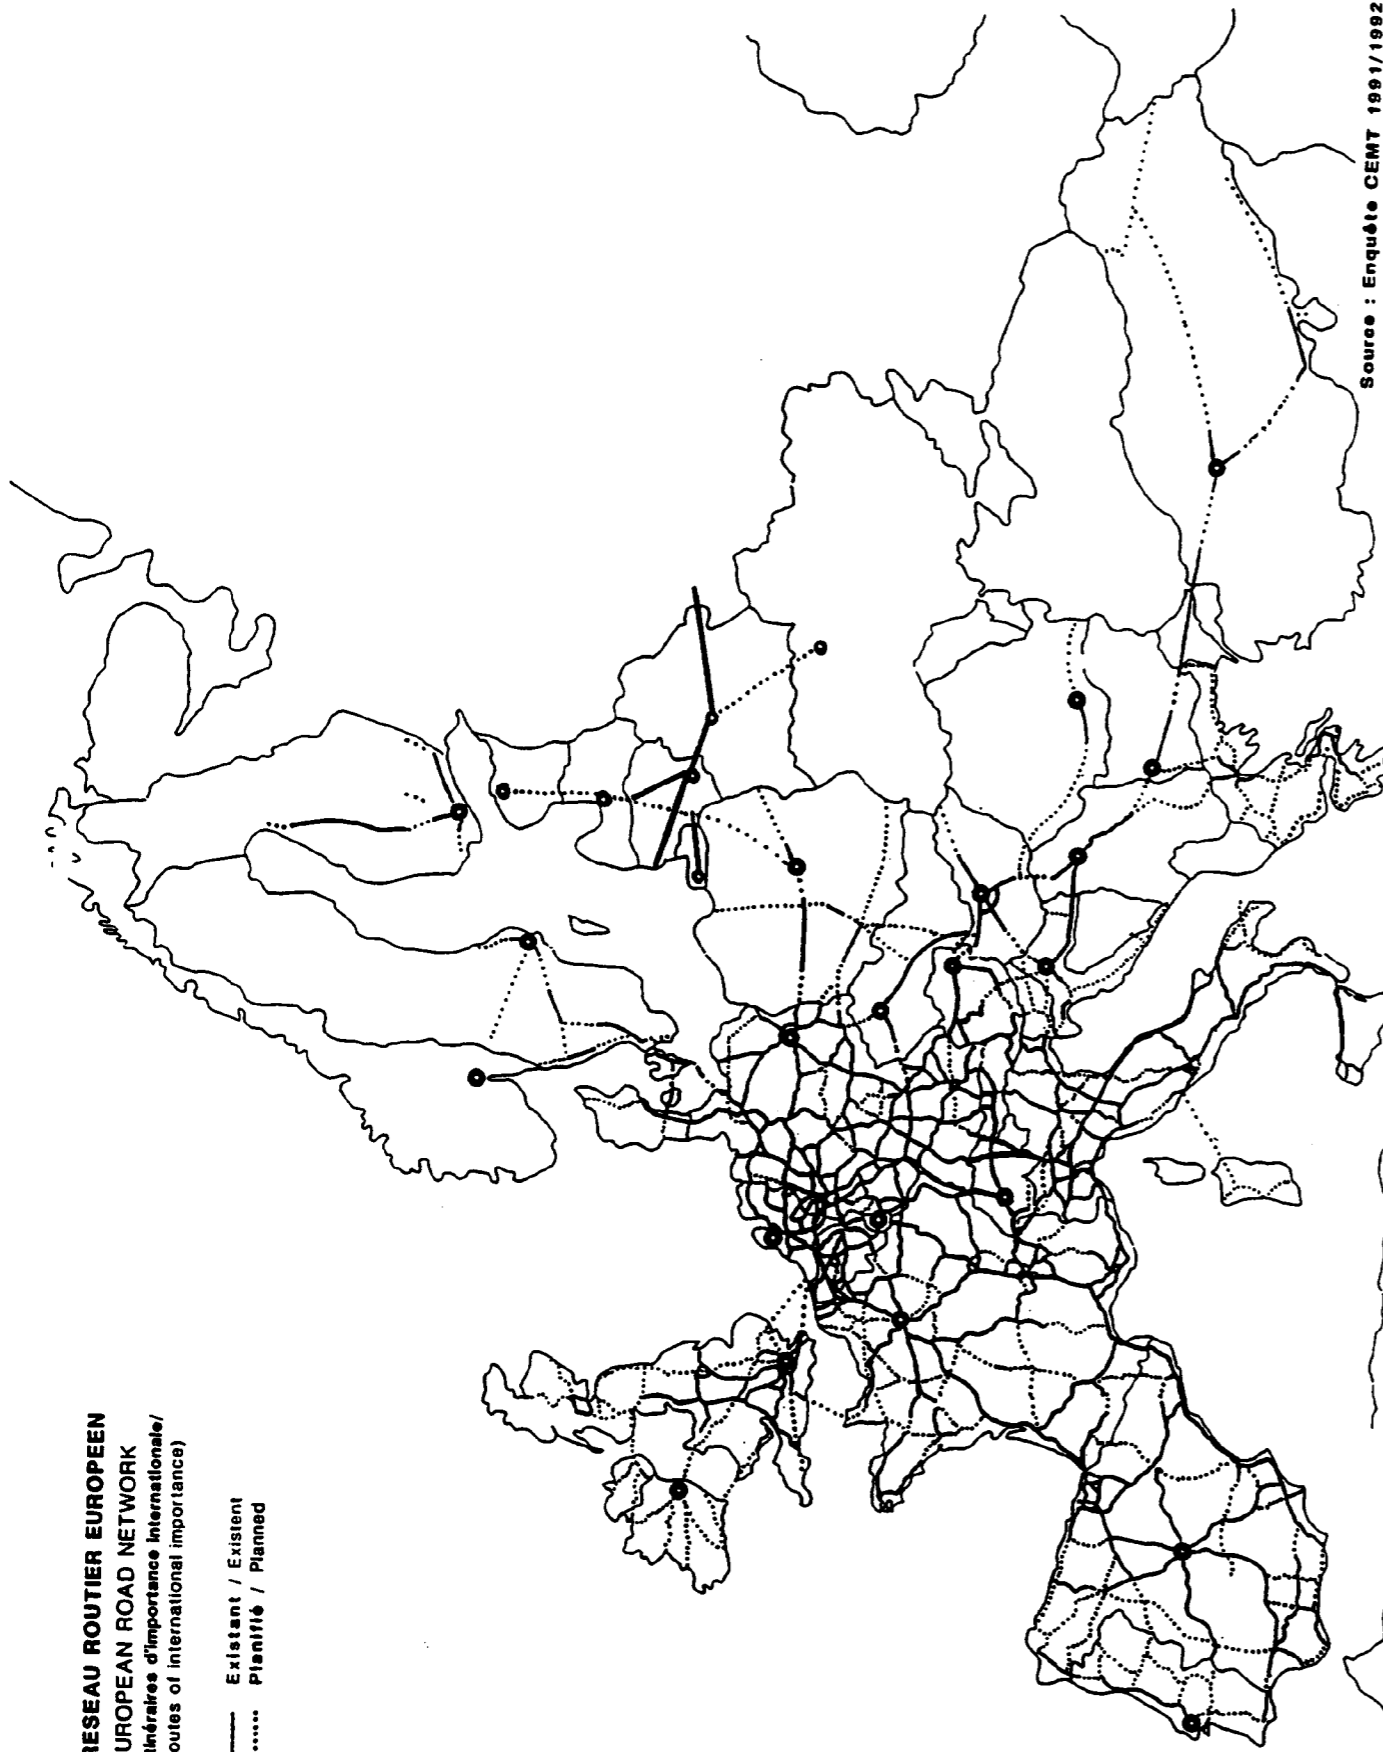 RESEAU ROUTIER EUROPEEN
UROPEAN ROAD NETWORK
tinéraires d'importance internationale/
outes of international importance)
Existant / Existent
Planifié / Planned
Source : Enquête CEMT 1991/1992